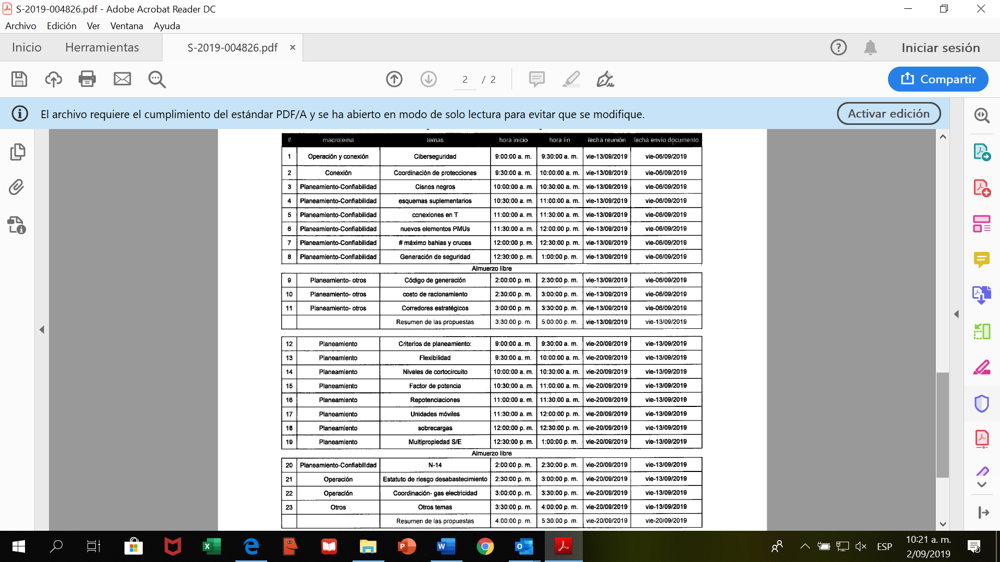 S-2019-004826.pdf - Adobe Acrobat Reader DC
Archivo Edición Ver Ventana Ayuda
Inicio Herramientas S-2019-004826.pdf × Iniciar sesión
2 / 2 Compartir
El archivo requiere el cumplimiento del estándar PDF/A y se ha abierto en modo de solo lectura para evitar que se modifique. Activar edición
# macrotema temas hora inicio hora fin fecha reunión fecha envío documento
1 Operación y conexión Ciberseguridad 9:00:00 a. m. 9:30:00 a. m. vie-13/09/2019 vie-06/09/2019
2 Conexión Coordinación de protecciones 9:30:00 a. m. 10:00:00 a. m. vie-13/09/2019 vie-06/09/2019
3 Planeamiento-Confiabilidad Cisnes negros 10:00:00 a. m. 10:30:00 a. m. vie-13/09/2019 vie-06/09/2019
4 Planeamiento-Confiabilidad esquemas suplementarios 10:30:00 a. m. 11:00:00 a. m. vie-13/09/2019 vie-06/09/2019
5 Planeamiento-Confiabilidad conexiones en T 11:00:00 a. m. 11:30:00 a. m. vie-13/09/2019 vie-06/09/2019
6 Planeamiento-Confiabilidad nuevos elementos PMUs 11:30:00 a. m. 12:00:00 p. m. vie-13/09/2019 vie-06/09/2019
7 Planeamiento-Confiabilidad # máximo bahias y cruces 12:00:00 p. m. 12:30:00 p. m. vie-13/09/2019 vie-06/09/2019
8 Planeamiento-Confiabilidad Generación de seguridad 12:30:00 p. m. 1:00:00 p. m. vie-13/09/2019 vie-06/09/2019
Almuerzo libre
9 Planeamiento- otros Código de generación 2:00:00 p. m. 2:30:00 p. m. vie-13/09/2019 vie-06/09/2019
10 Planeamiento- otros costo de racionamiento 2:30:00 p. m. 3:00:00 p. m. vie-13/09/2019 vie-06/09/2019
11 Planeamiento- otros Corredores estratégicos 3:00:00 p. m. 3:30:00 p. m. vie-13/09/2019 vie-06/09/2019
Resumen de las propuestas 3:30:00 p. m. 5:00:00 p. m. vie-13/09/2019 vie-13/09/2019
12 Planeamiento Criterios de planeamiento: 9:00:00 a. m. 9:30:00 a. m. vie-20/09/2019 vie-13/09/2019
13 Planeamiento Flexibilidad 9:30:00 a. m. 10:00:00 a. m. vie-20/09/2019 vie-13/09/2019
14 Planeamiento Niveles de cortocircuito 10:00:00 a. m. 10:30:00 a. m. vie-20/09/2019 vie-13/09/2019
15 Planeamiento Factor de potencia 10:30:00 a. m. 11:00:00 a. m. vie-20/09/2019 vie-13/09/2019
16 Planeamiento Repotenciaciones 11:00:00 a. m. 11:30:00 a. m. vie-20/09/2019 vie-13/09/2019
17 Planeamiento Unidades móviles 11:30:00 a. m. 12:00:00 p. m. vie-20/09/2019 vie-13/09/2019
18 Planeamiento sobrecargas 12:00:00 p. m. 12:30:00 p. m. vie-20/09/2019 vie-13/09/2019
19 Planeamiento Multipropiedad S/E 12:30:00 p. m. 1:00:00 p. m. vie-20/09/2019 vie-13/09/2019
Almuerzo libre
20 Planeamiento-Confiabilidad N-14 2:00:00 p. m. 2:30:00 p. m. vie-20/09/2019 vie-13/09/2019
21 Operación Estatuto de riesgo desabastecimiento 2:30:00 p. m. 3:00:00 p. m. vie-20/09/2019 vie-13/09/2019
22 Operación Coordinación- gas electricidad 3:00:00 p. m. 3:30:00 p. m. vie-20/09/2019 vie-13/09/2019
23 Otros Otros temas 3:30:00 p. m. 4:00:00 p. m. vie-20/09/2019 vie-13/09/2019
Resumen de las propuestas 4:00:00 p. m. 5:30:00 p. m. vie-20/09/2019 vie-20/09/2019
ESP 10:21 a. m.
2/09/2019